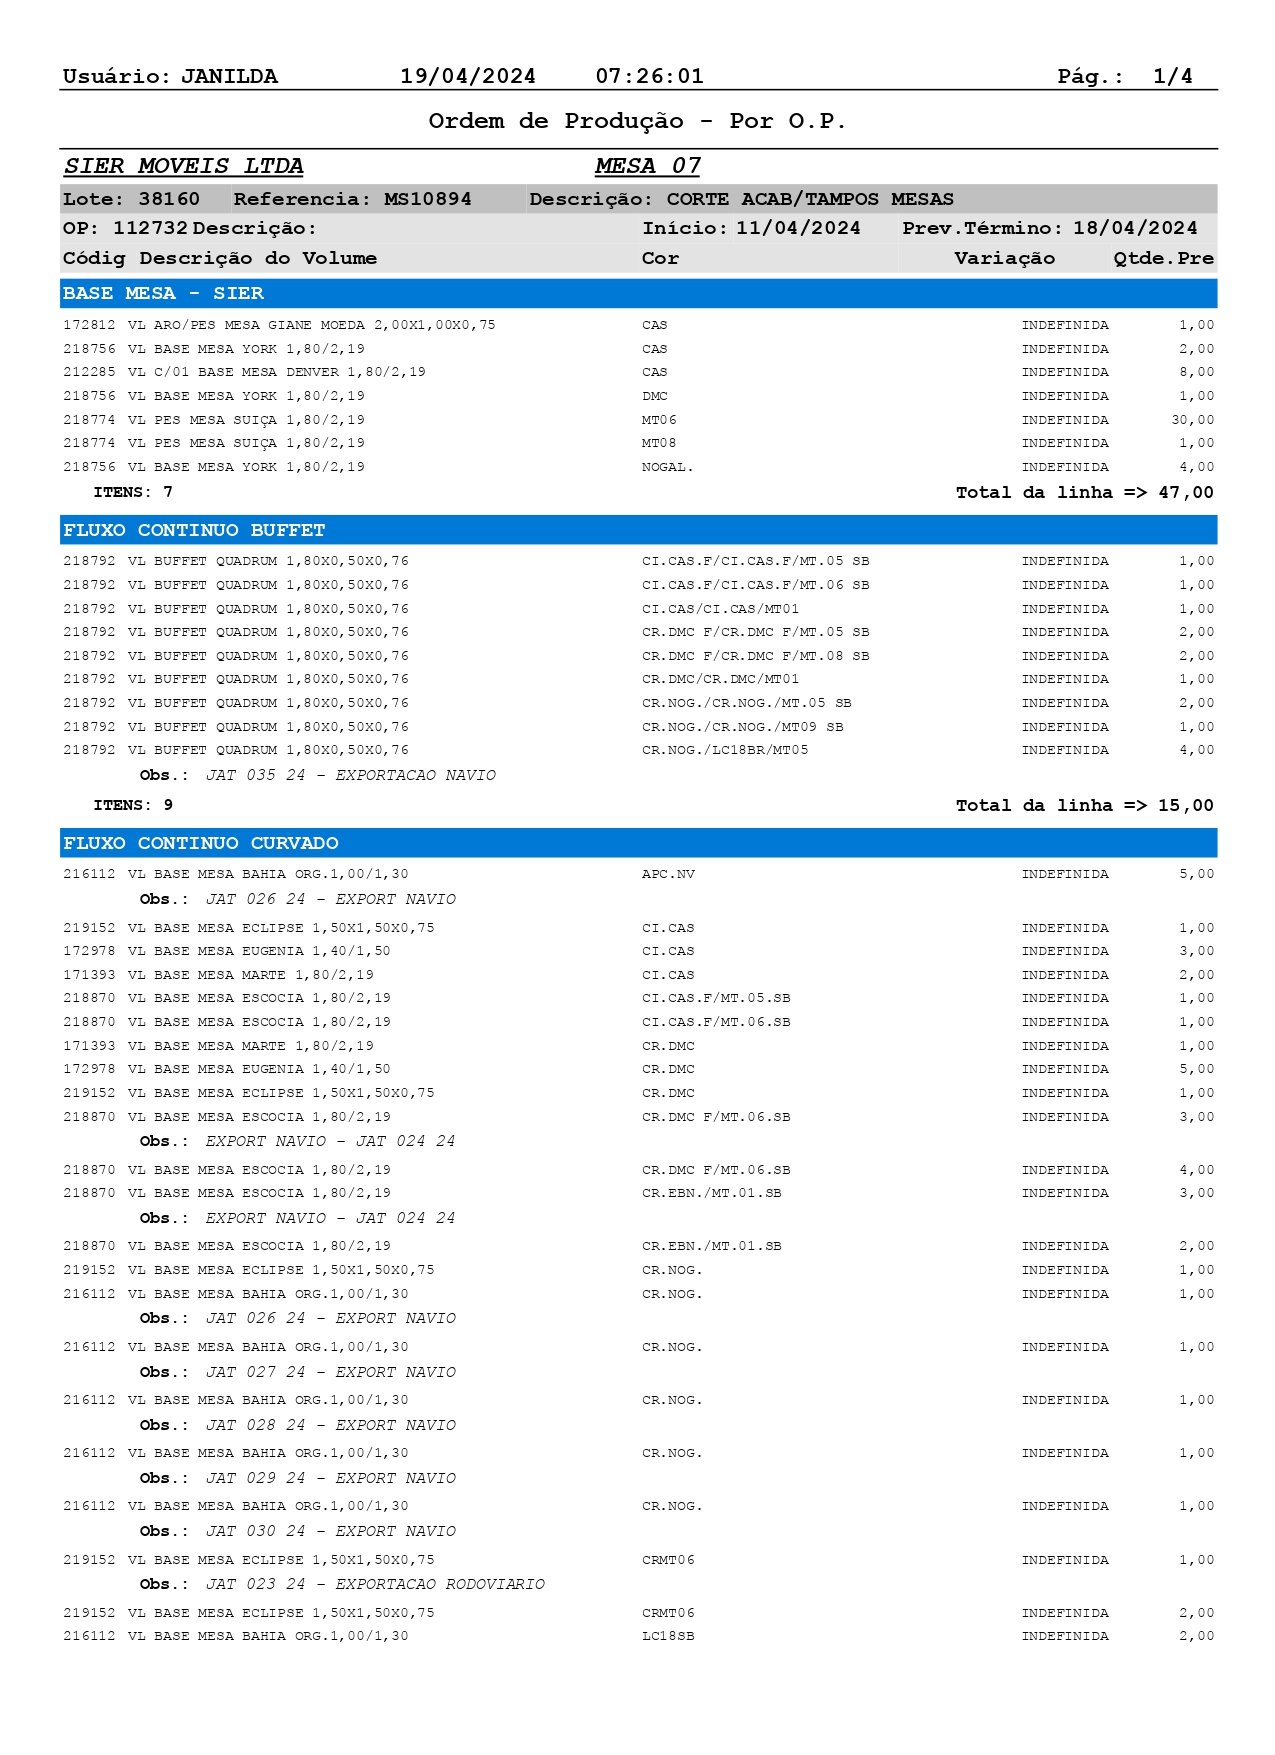 Usuário: JANILDA 19/04/2024 07:26:01 Pág.: 1/4
Ordem de Produção - Por O.P.
SIER MOVEIS LTDA MESA 07
Lote: 38160 Referencia: MS10894 Descrição: CORTE ACAB/TAMPOS MESAS
OP: 112732 Descrição: Início: 11/04/2024 Prev.Término: 18/04/2024
Códig Descrição do Volume Cor Variação Qtde.Pre
BASE MESA - SIER
172812 VL ARO/PES MESA GIANE MOEDA 2,00X1,00X0,75 CAS INDEFINIDA 1,00
218756 VL BASE MESA YORK 1,80/2,19 CAS INDEFINIDA 2,00
212285 VL C/01 BASE MESA DENVER 1,80/2,19 CAS INDEFINIDA 8,00
218756 VL BASE MESA YORK 1,80/2,19 DMC INDEFINIDA 1,00
218774 VL PES MESA SUIÇA 1,80/2,19 MT06 INDEFINIDA 30,00
218774 VL PES MESA SUIÇA 1,80/2,19 MT08 INDEFINIDA 1,00
218756 VL BASE MESA YORK 1,80/2,19 NOGAL. INDEFINIDA 4,00
ITENS: 7 Total da linha => 47,00
FLUXO CONTINUO BUFFET
218792 VL BUFFET QUADRUM 1,80X0,50X0,76 CI.CAS.F/CI.CAS.F/MT.05 SB INDEFINIDA 1,00
218792 VL BUFFET QUADRUM 1,80X0,50X0,76 CI.CAS.F/CI.CAS.F/MT.06 SB INDEFINIDA 1,00
218792 VL BUFFET QUADRUM 1,80X0,50X0,76 CI.CAS/CI.CAS/MT01 INDEFINIDA 1,00
218792 VL BUFFET QUADRUM 1,80X0,50X0,76 CR.DMC F/CR.DMC F/MT.05 SB INDEFINIDA 2,00
218792 VL BUFFET QUADRUM 1,80X0,50X0,76 CR.DMC F/CR.DMC F/MT.08 SB INDEFINIDA 2,00
218792 VL BUFFET QUADRUM 1,80X0,50X0,76 CR.DMC/CR.DMC/MT01 INDEFINIDA 1,00
218792 VL BUFFET QUADRUM 1,80X0,50X0,76 CR.NOG./CR.NOG./MT.05 SB INDEFINIDA 2,00
218792 VL BUFFET QUADRUM 1,80X0,50X0,76 CR.NOG./CR.NOG./MT09 SB INDEFINIDA 1,00
218792 VL BUFFET QUADRUM 1,80X0,50X0,76 CR.NOG./LC18BR/MT05 INDEFINIDA 4,00
Obs.: JAT 035 24 - EXPORTACAO NAVIO
ITENS: 9 Total da linha => 15,00
FLUXO CONTINUO CURVADO
216112 VL BASE MESA BAHIA ORG.1,00/1,30 APC.NV INDEFINIDA 5,00
Obs.: JAT 026 24 - EXPORT NAVIO
219152 VL BASE MESA ECLIPSE 1,50X1,50X0,75 CI.CAS INDEFINIDA 1,00
172978 VL BASE MESA EUGENIA 1,40/1,50 CI.CAS INDEFINIDA 3,00
171393 VL BASE MESA MARTE 1,80/2,19 CI.CAS INDEFINIDA 2,00
218870 VL BASE MESA ESCOCIA 1,80/2,19 CI.CAS.F/MT.05.SB INDEFINIDA 1,00
218870 VL BASE MESA ESCOCIA 1,80/2,19 CI.CAS.F/MT.06.SB INDEFINIDA 1,00
171393 VL BASE MESA MARTE 1,80/2,19 CR.DMC INDEFINIDA 1,00
172978 VL BASE MESA EUGENIA 1,40/1,50 CR.DMC INDEFINIDA 5,00
219152 VL BASE MESA ECLIPSE 1,50X1,50X0,75 CR.DMC INDEFINIDA 1,00
218870 VL BASE MESA ESCOCIA 1,80/2,19 CR.DMC F/MT.06.SB INDEFINIDA 3,00
Obs.: EXPORT NAVIO - JAT 024 24
218870 VL BASE MESA ESCOCIA 1,80/2,19 CR.DMC F/MT.06.SB INDEFINIDA 4,00
218870 VL BASE MESA ESCOCIA 1,80/2,19 CR.EBN./MT.01.SB INDEFINIDA 3,00
Obs.: EXPORT NAVIO - JAT 024 24
218870 VL BASE MESA ESCOCIA 1,80/2,19 CR.EBN./MT.01.SB INDEFINIDA 2,00
219152 VL BASE MESA ECLIPSE 1,50X1,50X0,75 CR.NOG. INDEFINIDA 1,00
216112 VL BASE MESA BAHIA ORG.1,00/1,30 CR.NOG. INDEFINIDA 1,00
Obs.: JAT 026 24 - EXPORT NAVIO
216112 VL BASE MESA BAHIA ORG.1,00/1,30 CR.NOG. INDEFINIDA 1,00
Obs.: JAT 027 24 - EXPORT NAVIO
216112 VL BASE MESA BAHIA ORG.1,00/1,30 CR.NOG. INDEFINIDA 1,00
Obs.: JAT 028 24 - EXPORT NAVIO
216112 VL BASE MESA BAHIA ORG.1,00/1,30 CR.NOG. INDEFINIDA 1,00
Obs.: JAT 029 24 - EXPORT NAVIO
216112 VL BASE MESA BAHIA ORG.1,00/1,30 CR.NOG. INDEFINIDA 1,00
Obs.: JAT 030 24 - EXPORT NAVIO
219152 VL BASE MESA ECLIPSE 1,50X1,50X0,75 CRMT06 INDEFINIDA 1,00
Obs.: JAT 023 24 - EXPORTACAO RODOVIARIO
219152 VL BASE MESA ECLIPSE 1,50X1,50X0,75 CRMT06 INDEFINIDA 2,00
216112 VL BASE MESA BAHIA ORG.1,00/1,30 LC18SB INDEFINIDA 2,00